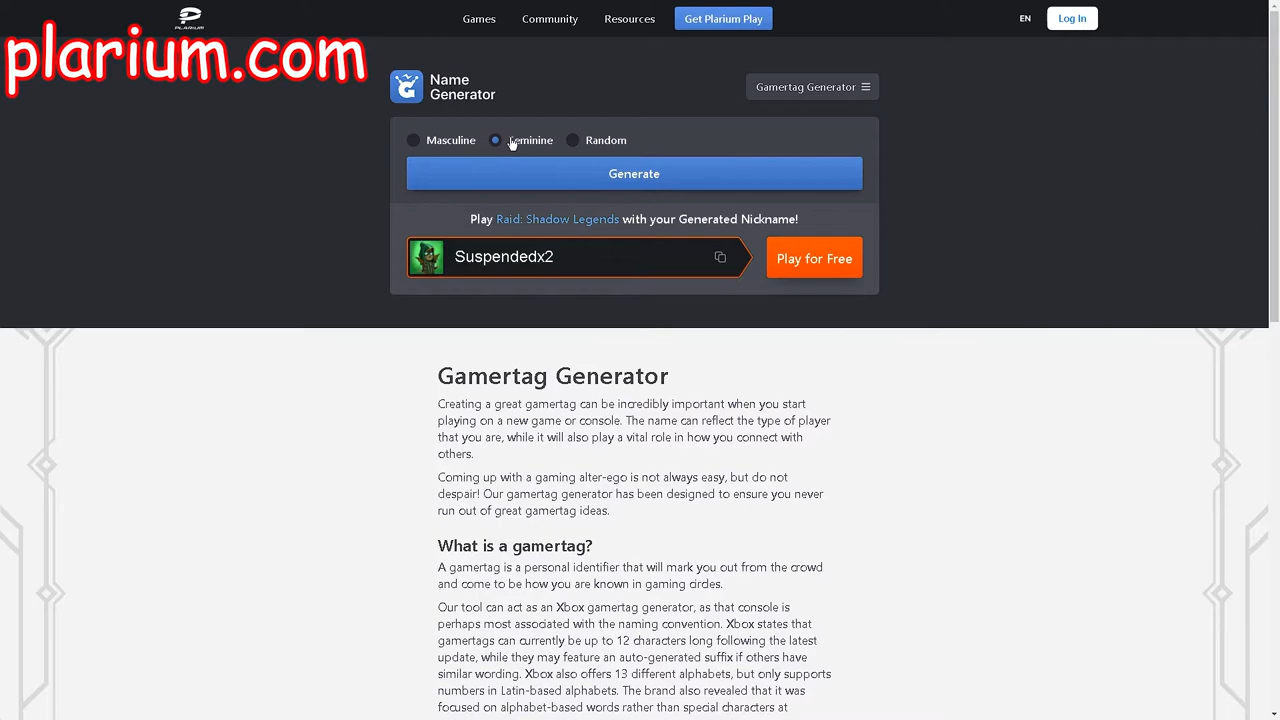 PLARIUM
Games
Community
Resources
Get Plarium Play
EN
Log In
plarium.com
Name
Generator
Gamertag Generator
Masculine
Feminine
Random
Generate
Play Raid: Shadow Legends with your Generated Nickname!
Suspendedx2
Play for Free
Gamertag Generator
Creating a great gamertag can be incredibly important when you start
playing on a new game or console. The name can reflect the type of player
that you are, while it will also play a vital role in how you connect with
others.
Coming up with a gaming alter-ego is not always easy, but do not
despair! Our gamertag generator has been designed to ensure you never
run out of great gamertag ideas.
What is a gamertag?
A gamertag is a personal identifier that will mark you out from the crowd
and come to be how you are known in gaming circles.
Our tool can act as an Xbox gamertag generator, as that console is
perhaps most associated with the naming convention. Xbox states that
gamertags can currently be up to 12 characters long following the latest
update, while they may feature an auto-generated suffix if others have
similar wording. Xbox also offers 13 different alphabets, but only supports
numbers in Latin-based alphabets. The brand also revealed that it was
focused on alphabet-based words rather than special characters at